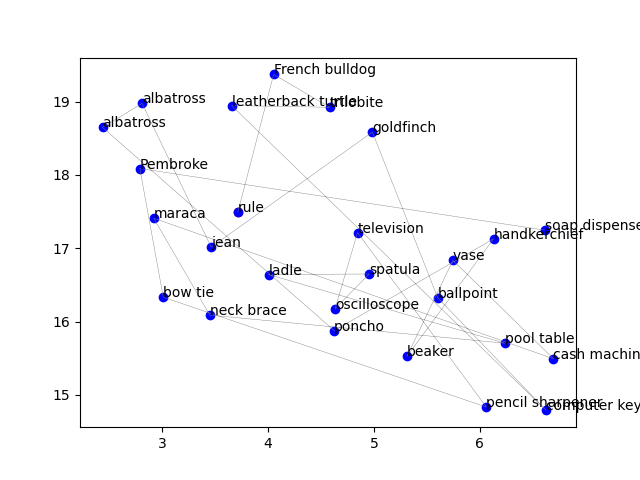 French bulldog
albatross
leatherback turtle
trilobite
19
albatross
goldfinch
Pembroke
18
rule
maraca
soap dispense
television
handkerchief
jean
17
vase
ladle
spatula
bow tie
ballpoint
oscilloscope
neck brace
16
poncho
pool table
beaker
cash machin
15
pencil sharpener
computer key
3
4
5
6